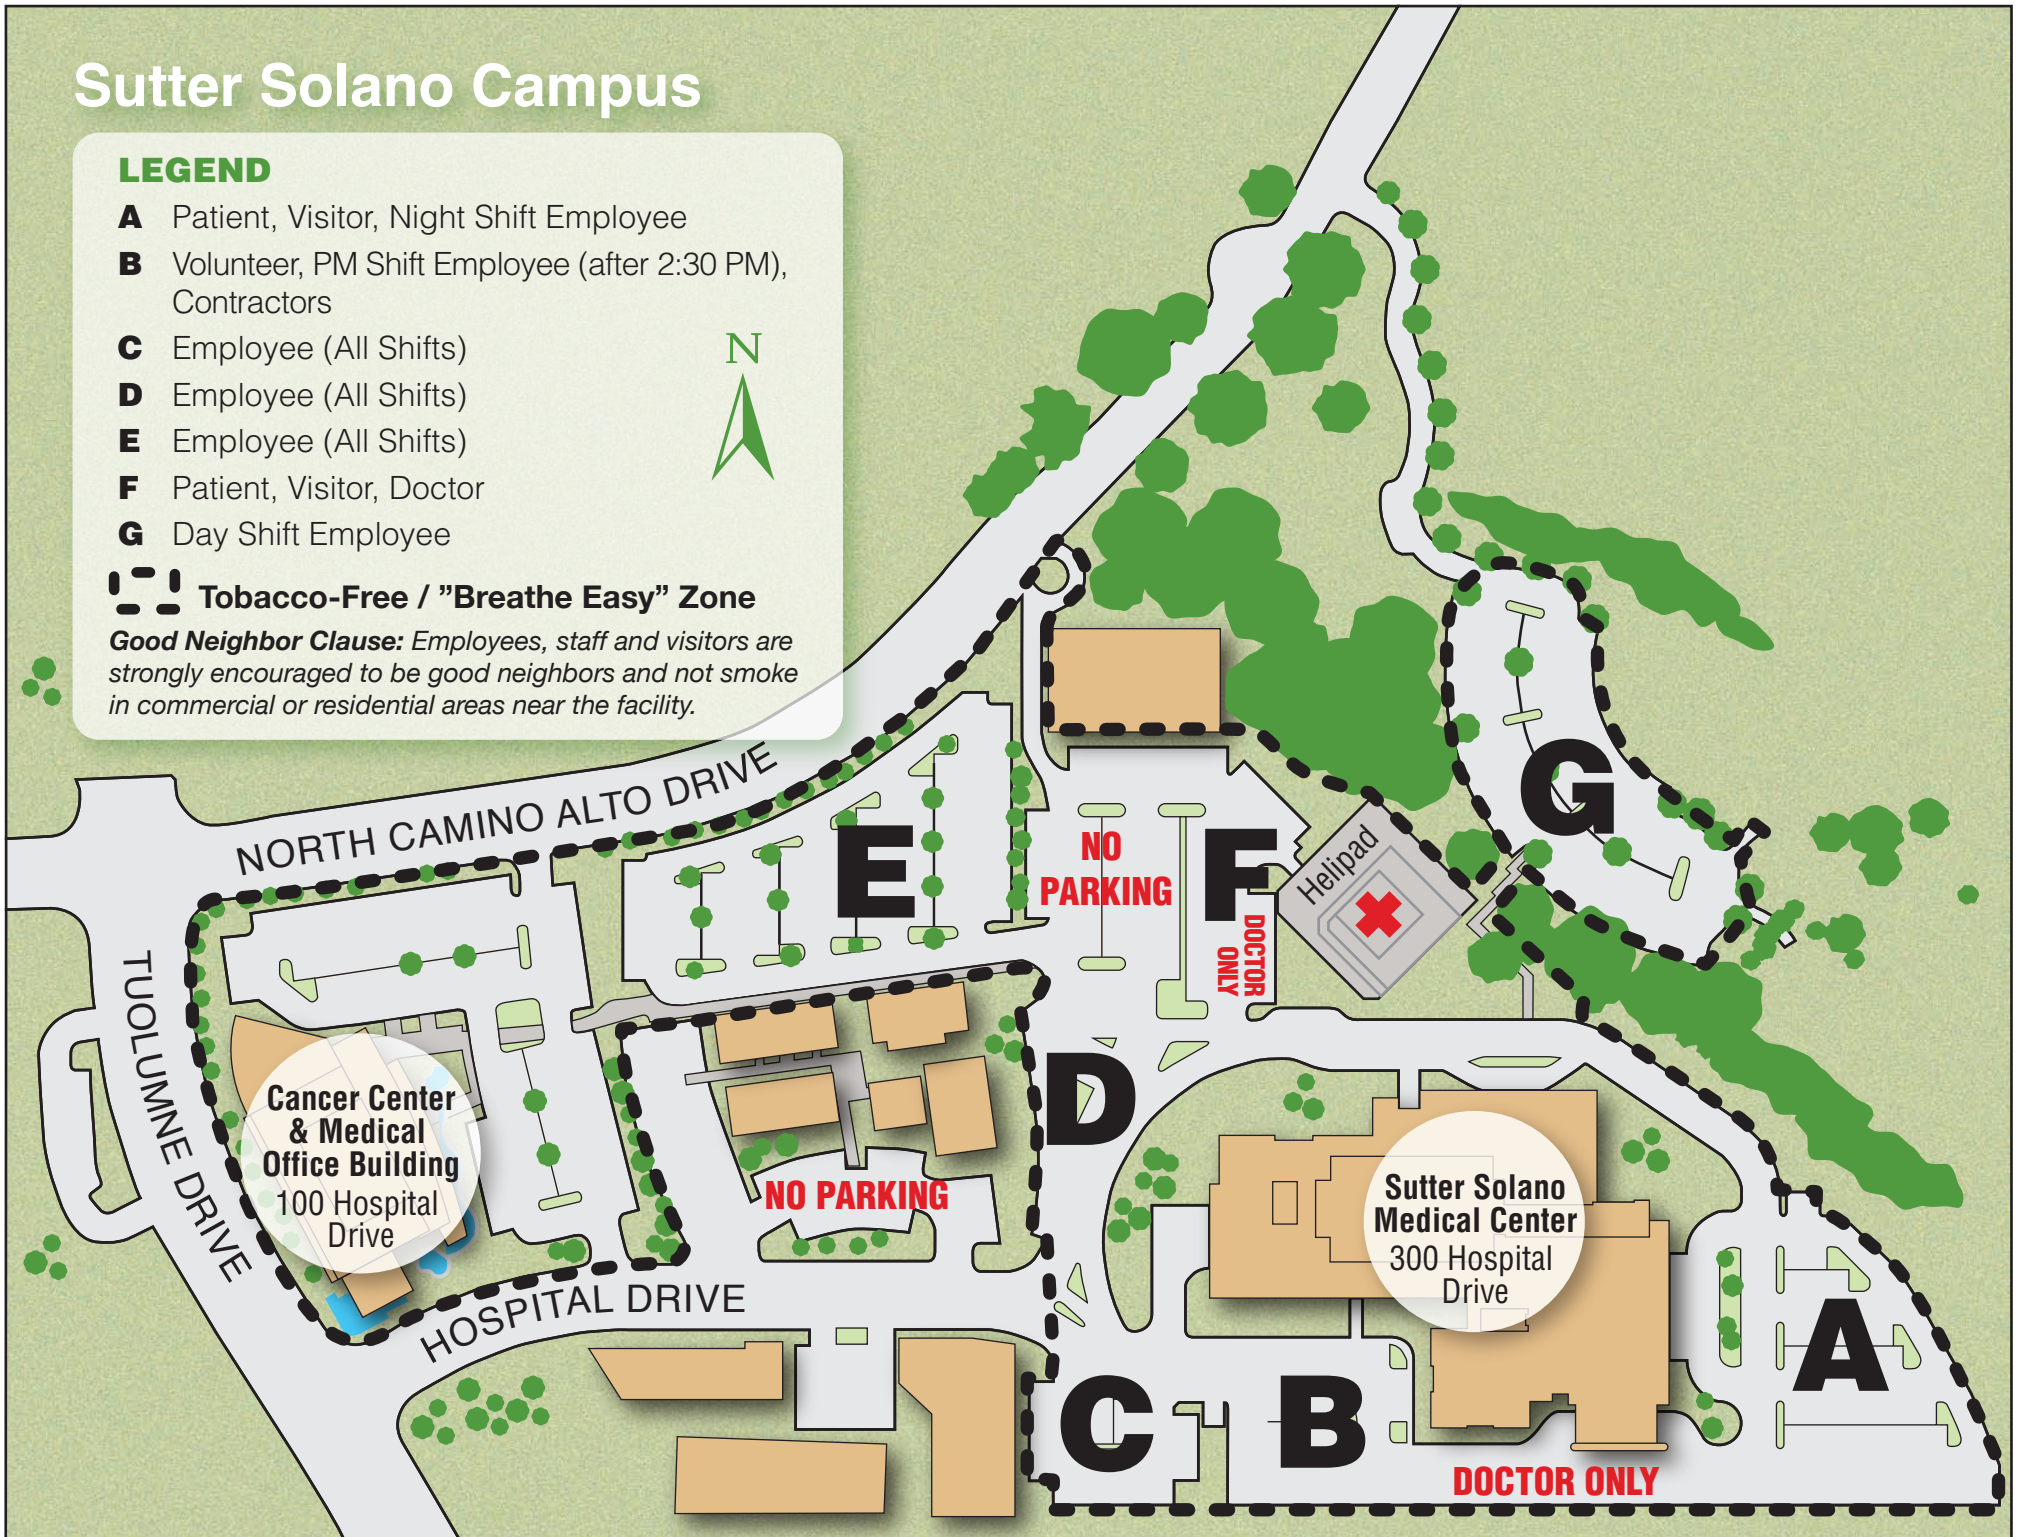 Sutter Solano Campus
LEGEND
A Patient, Visitor, Night Shift Employee
B Volunteer, PM Shift Employee (after 2:30 PM),
Contractors
C Employee (All Shifts)
D Employee (All Shifts)
E Employee (All Shifts)
F Patient, Visitor, Doctor
G Day Shift Employee
N
Tobacco-Free / ”Breathe Easy” Zone
Good Neighbor Clause: Employees, staff and visitors are
strongly encouraged to be good neighbors and not smoke
in commercial or residential areas near the facility.
NORTH CAMINO ALTO DRIVE
G
E
NO
PARKING
F
Helipad
DOCTOR
ONLY
TUOLUMNE DRIVE
D
Cancer Center
& Medical
Office Building
100 Hospital
Drive
NO PARKING
Sutter Solano
Medical Center
300 Hospital
Drive
HOSPITAL DRIVE
A
C
B
DOCTOR ONLY